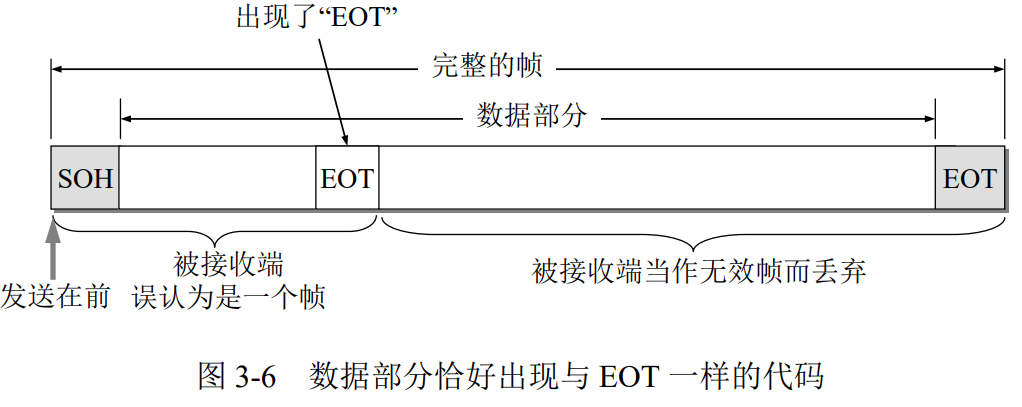 出现了“EOT”
完整的帧
数据部分
SOH
EOT
EOT
被接收端
误认为是一个帧
被接收端当作无效帧而丢弃
发送在前
图 3-6 数据部分恰好出现与 EOT 一样的代码